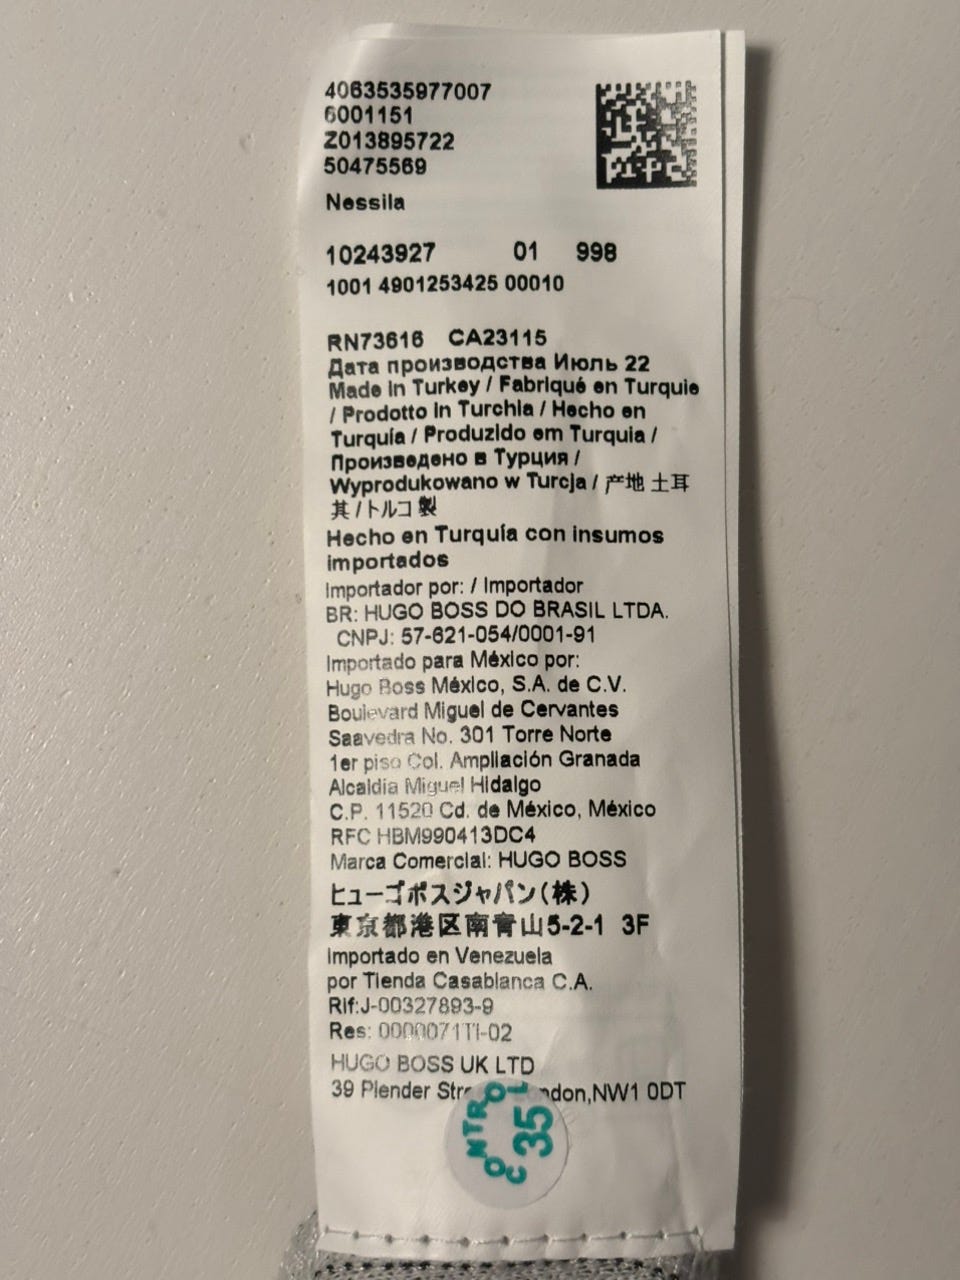 4063535977007
6001151
Z013895722
50475569
Nessila
10243927 01 998
1001 4901253425 00010
RN73616 CA23115
Дата производства Июль 22
Made in Turkey / Fabriqué en Turquie
/ Prodotto in Turchia / Hecho en
Turquía / Produzido em Turquia /
Произведено в Турция /
Wyprodukowano w Turcja / 产地 土耳
其 / トルコ 製
Hecho en Turquía con insumos
importados
Importador por: / Importador
BR: HUGO BOSS DO BRASIL LTDA.
CNPJ: 57-621-054/0001-91
Importado para México por:
Hugo Boss México, S.A. de C.V.
Boulevard Miguel de Cervantes
Saavedra No. 301 Torre Norte
1er piso Col. Ampliación Granada
Alcaldía Miguel Hidalgo
C.P. 11520 Cd. de México, México
RFC HBM990413DC4
Marca Comercial: HUGO BOSS
ヒューゴボスジャパン(株)
東京都港区南青山5-2-1 3F
Importado en Venezuela
por Tienda Casablanca C.A.
Rif:J-00327893-9
Res: 0000071TI-02
HUGO BOSS UK LTD
39 Plender Str ndon,NW1 0DT
CONTROL
35